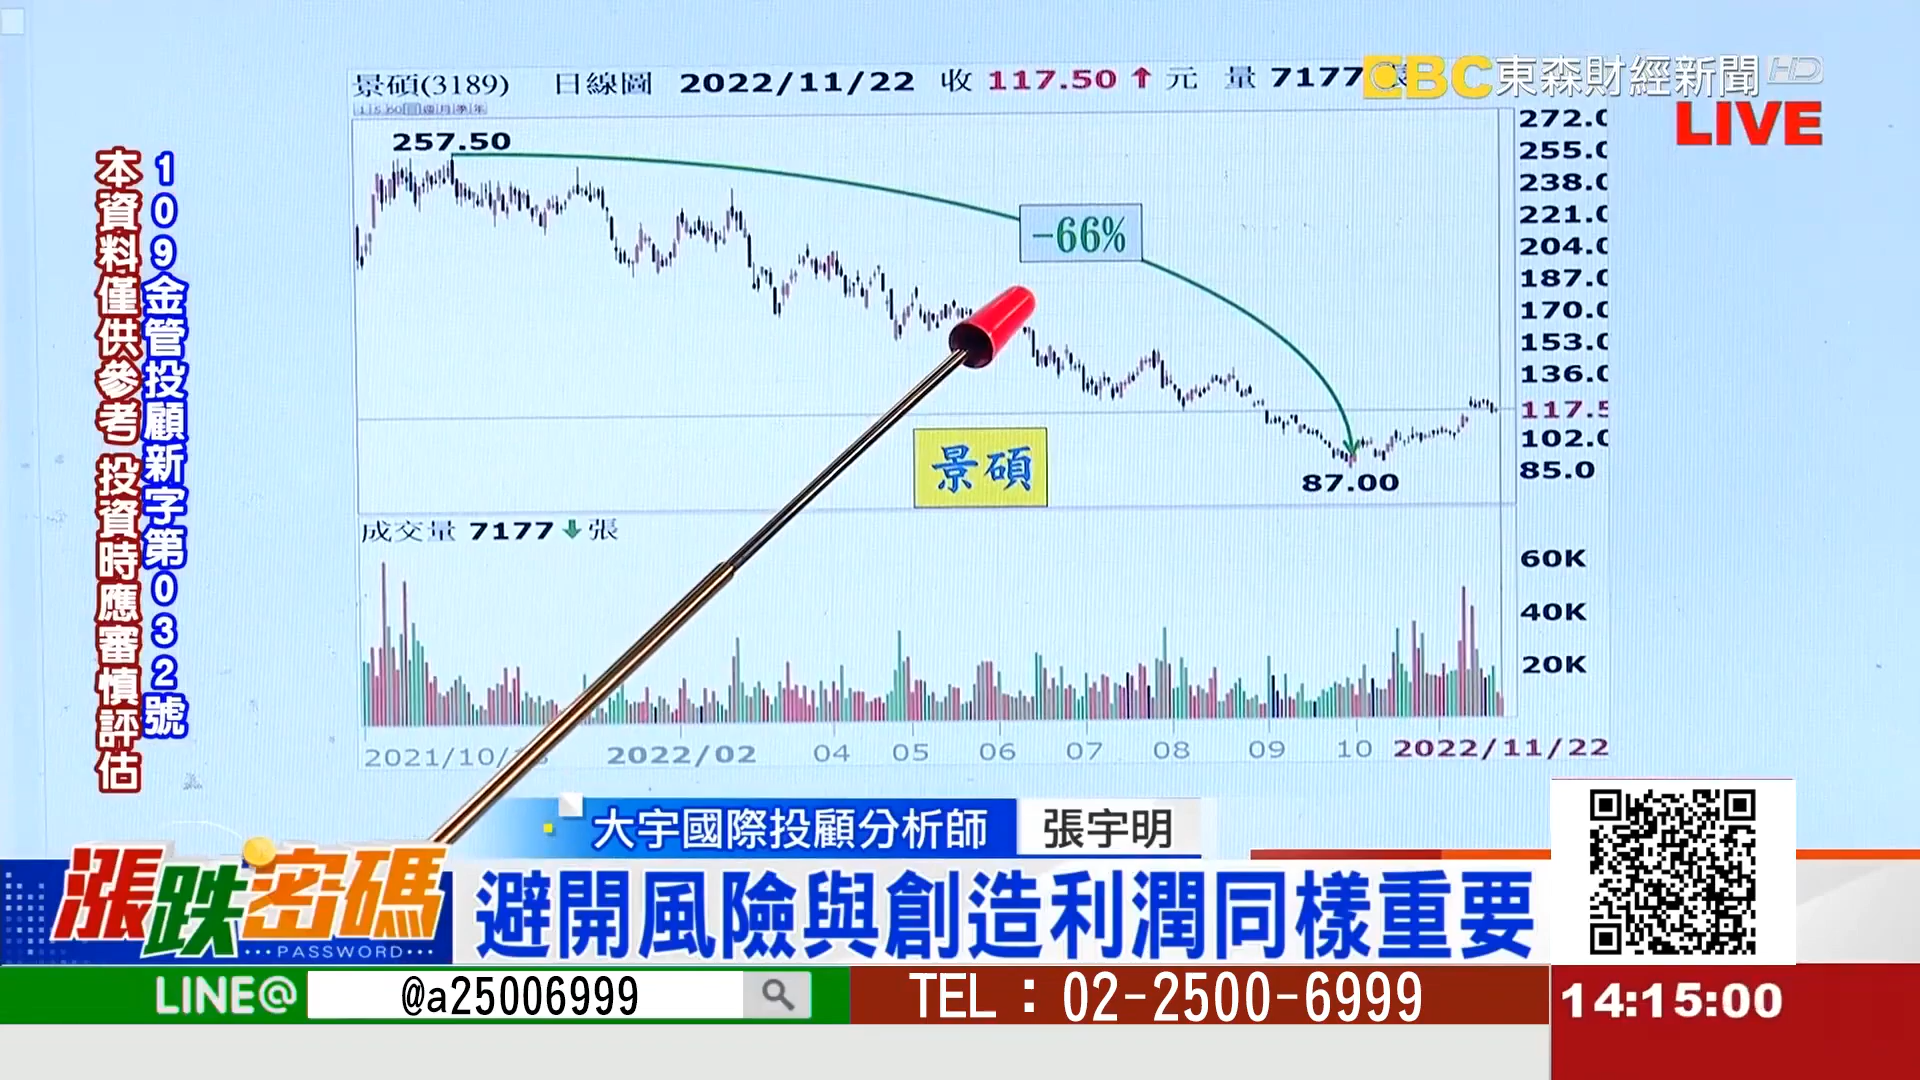 景碩(3189) 日線圖 2022/11/22 收 117.50 ↑ 元 量 7177
EBC 東森財經新聞 HD
LIVE
257.50
-66%
景碩
87.00
272.0
255.0
238.0
221.0
204.0
187.0
170.0
153.0
136.0
117.5
102.0
85.0
成交量 7177 ↓ 張
60K
40K
20K
2021/10/ 2022/02 04 05 06 07 08 09 10 2022/11/22
109金管投顧新字第032號
本資料僅供參考 投資時應審慎評估
大宇國際投顧分析師 張宇明
漲跌密碼
PASSWORD
避開風險與創造利潤同樣重要
LINE@ @a25006999
TEL：02-2500-6999
14:15:00